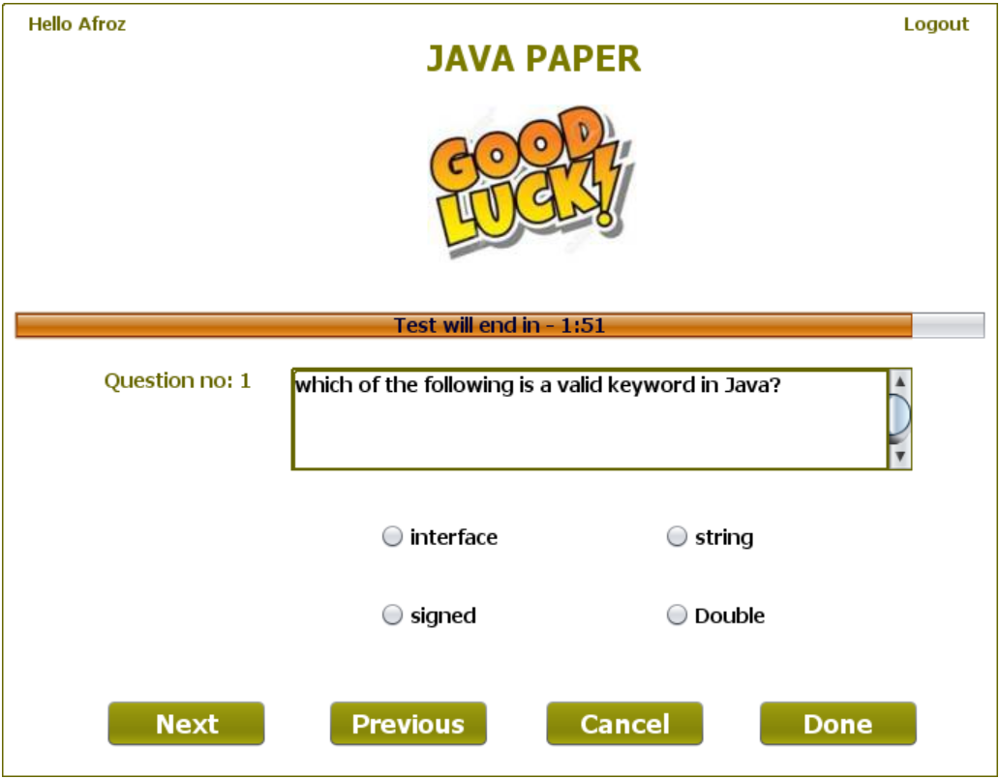 Hello Afroz
Logout
JAVA PAPER
GOOD
LUCK!
Test will end in - 1:51
Question no: 1
which of the following is a valid keyword in Java?
interface
string
signed
Double
Next
Previous
Cancel
Done